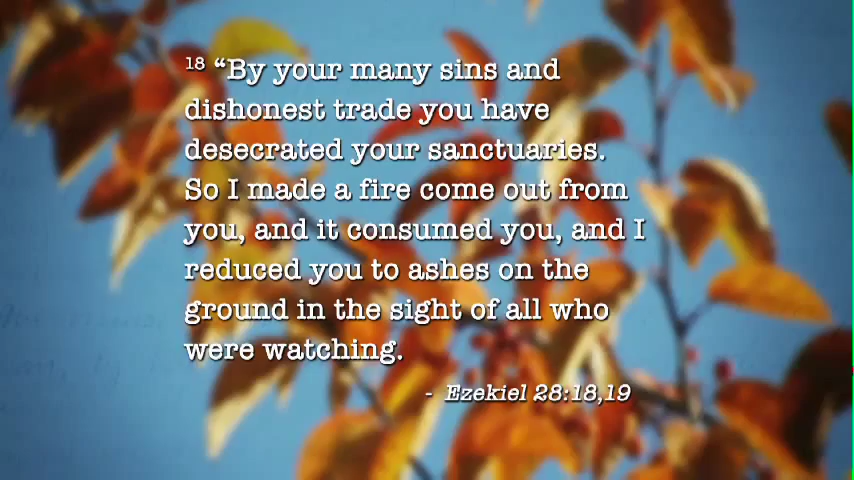 18 “By your many sins and
dishonest trade you have
desecrated your sanctuaries.
So I made a fire come out from
you, and it consumed you, and I
reduced you to ashes on the
ground in the sight of all who
were watching.
- Ezekiel 28:18,19